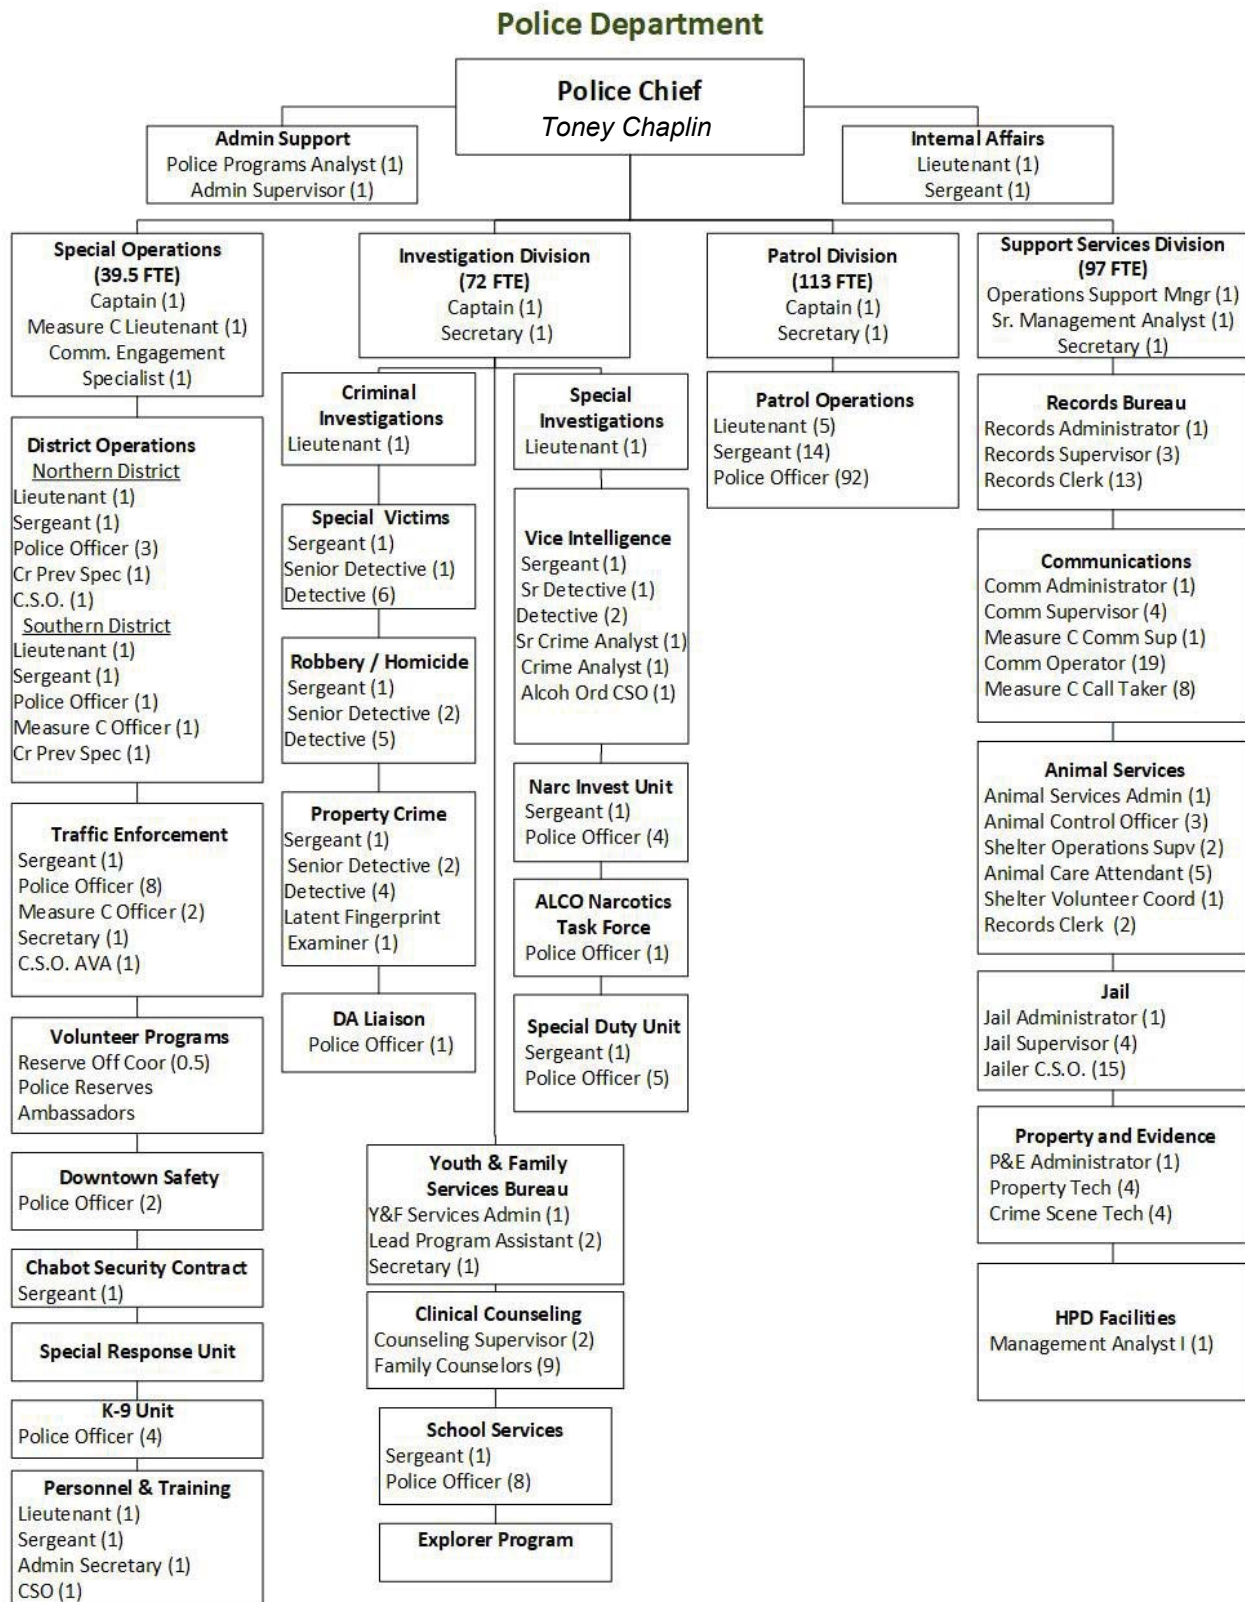 Police Department
Police Chief
Toney Chaplin
Admin Support
Police Programs Analyst (1)
Admin Supervisor (1)
Internal Affairs
Lieutenant (1)
Sergeant (1)
Special Operations
(39.5 FTE)
Captain (1)
Measure C Lieutenant (1)
Comm. Engagement
Specialist (1)
District Operations
Northern District
Lieutenant (1)
Sergeant (1)
Police Officer (3)
Cr Prev Spec (1)
C.S.O. (1)
Southern District
Lieutenant (1)
Sergeant (1)
Police Officer (1)
Measure C Officer (1)
Cr Prev Spec (1)
Traffic Enforcement
Sergeant (1)
Police Officer (8)
Measure C Officer (2)
Secretary (1)
C.S.O. AVA (1)
Volunteer Programs
Reserve Off Coor (0.5)
Police Reserves
Ambassadors
Downtown Safety
Police Officer (2)
Chabot Security Contract
Sergeant (1)
Special Response Unit
K-9 Unit
Police Officer (4)
Personnel & Training
Lieutenant (1)
Sergeant (1)
Admin Secretary (1)
CSO (1)
Investigation Division
(72 FTE)
Captain (1)
Secretary (1)
Criminal
Investigations
Lieutenant (1)
Special Victims
Sergeant (1)
Senior Detective (1)
Detective (6)
Robbery / Homicide
Sergeant (1)
Senior Detective (2)
Detective (5)
Property Crime
Sergeant (1)
Senior Detective (2)
Detective (4)
Latent Fingerprint
Examiner (1)
DA Liaison
Police Officer (1)
Special
Investigations
Lieutenant (1)
Vice Intelligence
Sergeant (1)
Sr Detective (1)
Detective (2)
Sr Crime Analyst (1)
Crime Analyst (1)
Alcoh Ord CSO (1)
Narc Invest Unit
Sergeant (1)
Police Officer (4)
ALCO Narcotics
Task Force
Police Officer (1)
Special Duty Unit
Sergeant (1)
Police Officer (5)
Youth & Family
Services Bureau
Y&F Services Admin (1)
Lead Program Assistant (2)
Secretary (1)
Clinical Counseling
Counseling Supervisor (2)
Family Counselors (9)
School Services
Sergeant (1)
Police Officer (8)
Explorer Program
Patrol Division
(113 FTE)
Captain (1)
Secretary (1)
Patrol Operations
Lieutenant (5)
Sergeant (14)
Police Officer (92)
Support Services Division
(97 FTE)
Operations Support Mngr (1)
Sr. Management Analyst (1)
Secretary (1)
Records Bureau
Records Administrator (1)
Records Supervisor (3)
Records Clerk (13)
Communications
Comm Administrator (1)
Comm Supervisor (4)
Measure C Comm Sup (1)
Comm Operator (19)
Measure C Call Taker (8)
Animal Services
Animal Services Admin (1)
Animal Control Officer (3)
Shelter Operations Supv (2)
Animal Care Attendant (5)
Shelter Volunteer Coord (1)
Records Clerk (2)
Jail
Jail Administrator (1)
Jail Supervisor (4)
Jailer C.S.O. (15)
Property and Evidence
P&E Administrator (1)
Property Tech (4)
Crime Scene Tech (4)
HPD Facilities
Management Analyst I (1)